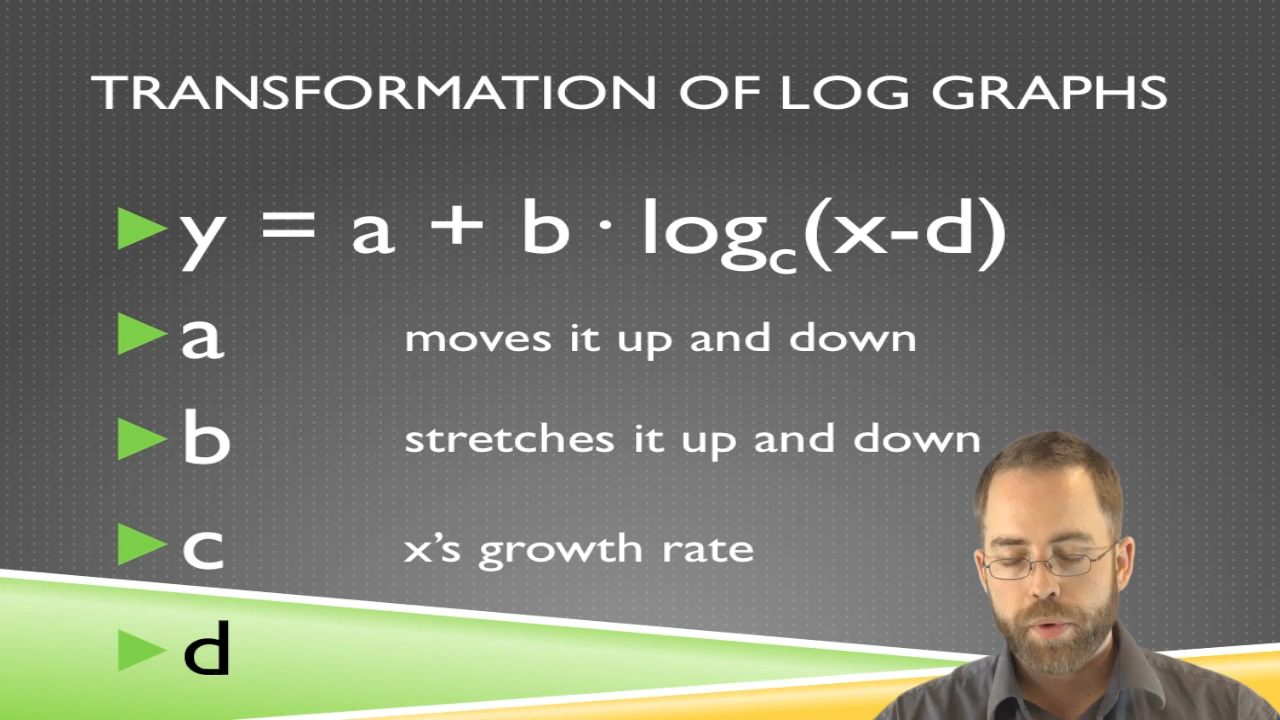 TRANSFORMATION OF LOG GRAPHS
y = a + b · log_c(x-d)
a moves it up and down
b stretches it up and down
c x's growth rate
d